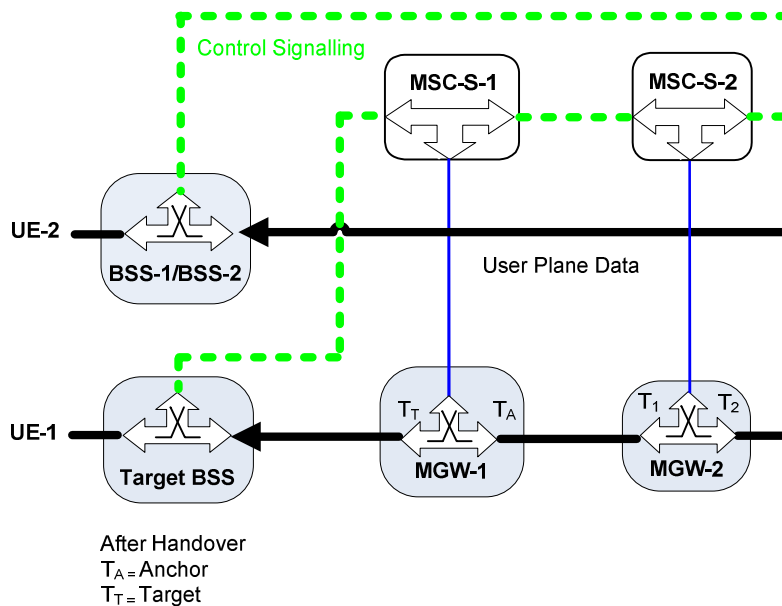 Control Signalling
MSC-S-1
MSC-S-2
UE-2
BSS-1/BSS-2
User Plane Data
TT
TA
T1
T2
UE-1
Target BSS
MGW-1
MGW-2
After Handover
TA = Anchor
TT = Target